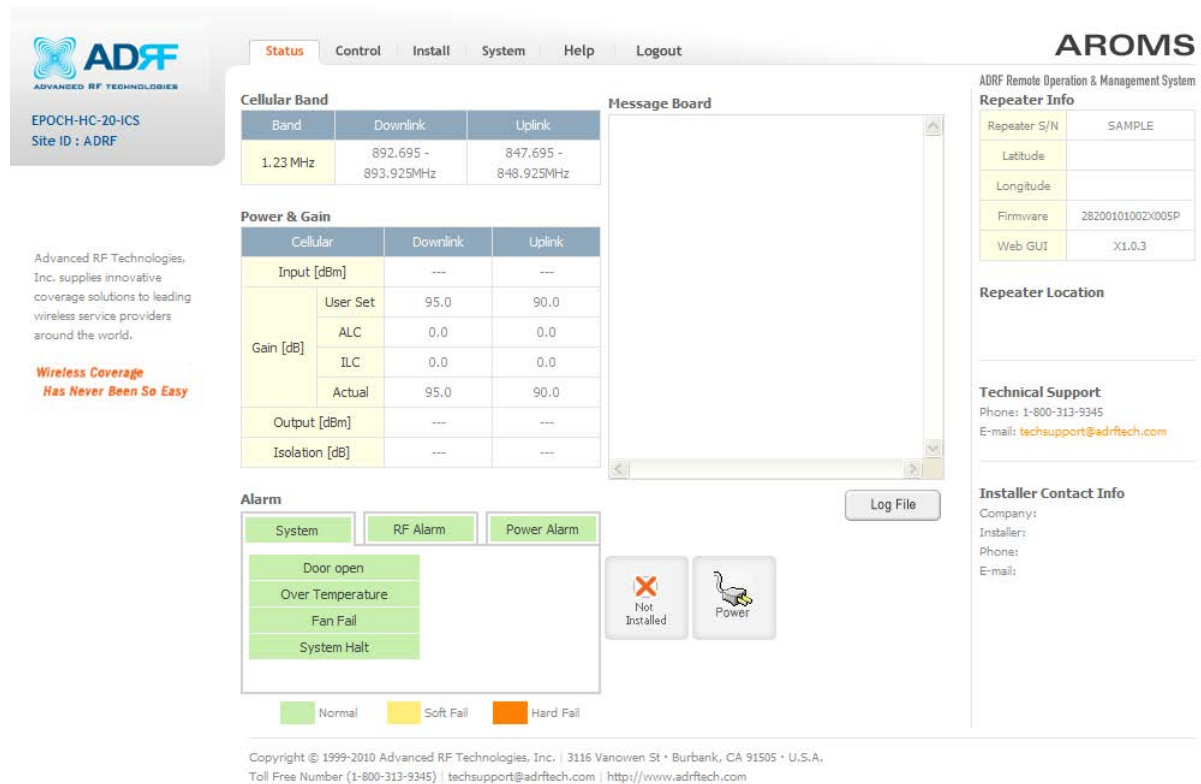 ADRF
ADVANCED RF TECHNOLOGIES
EPOCH-HC-20-ICS
Site ID : ADRF
Advanced RF Technologies,
Inc. supplies innovative
coverage solutions to leading
wireless service providers
around the world.
Wireless Coverage
Has Never Been So Easy
Status Control Install System Help Logout
Cellular Band
Band Downlink Uplink
1.23 MHz 892.695 - 893.925MHz 847.695 - 848.925MHz
Power & Gain
Cellular Downlink Uplink
Input [dBm] --- ---
Gain [dB]
User Set 95.0 90.0
ALC 0.0 0.0
ILC 0.0 0.0
Actual 95.0 90.0
Output [dBm] --- ---
Isolation [dB] --- ---
Alarm
System RF Alarm Power Alarm
Door open
Over Temperature
Fan Fail
System Halt
Normal Soft Fail Hard Fail
Message Board
Log File
Not
Installed
Power
AROMS
ADRF Remote Operation & Management System
Repeater Info
Repeater S/N SAMPLE
Latitude
Longitude
Firmware 28200101002X005P
Web GUI X1.0.3
Repeater Location
Technical Support
Phone: 1-800-313-9345
E-mail: techsupport@adrftech.com
Installer Contact Info
Company:
Installer:
Phone:
E-mail:
Copyright © 1999-2010 Advanced RF Technologies, Inc. | 3116 Vanowen St · Burbank, CA 91505 · U.S.A.
Toll Free Number (1-800-313-9345) | techsupport@adrftech.com | http://www.adrftech.com